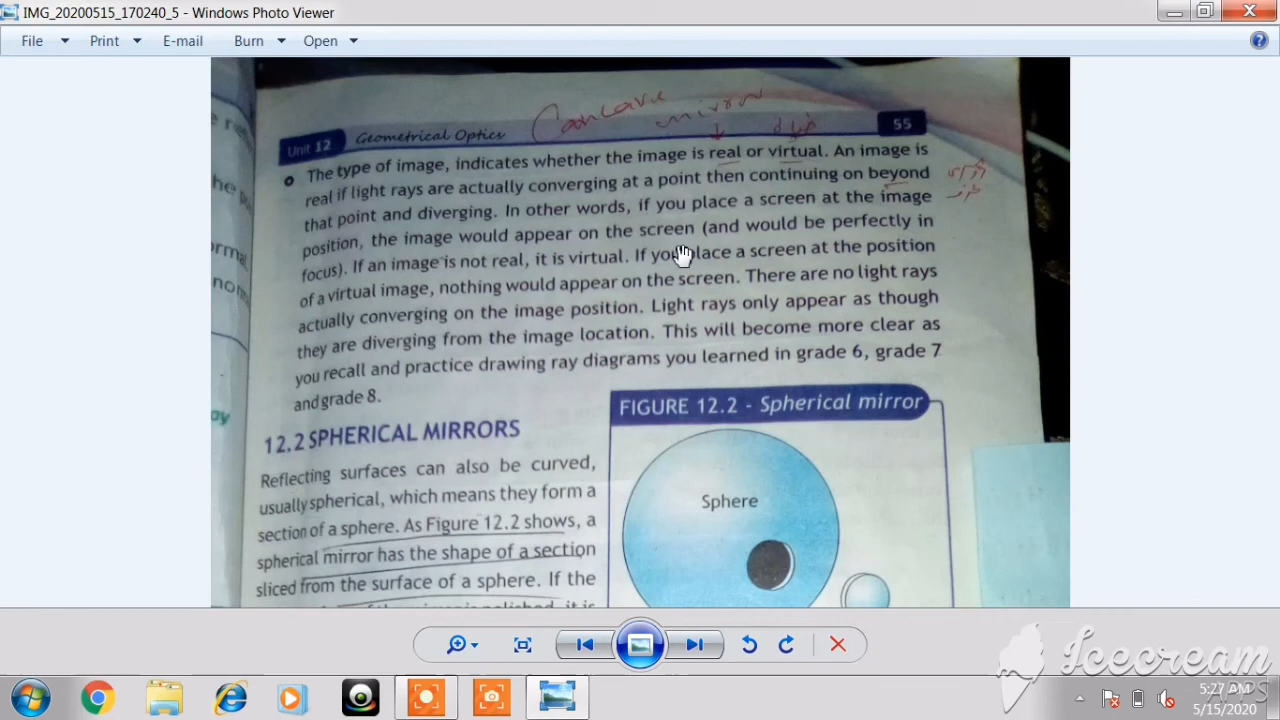 IMG_20200515_170240_5 - Windows Photo Viewer
File Print E-mail Burn Open
Concave mirror
Unit 12 Geometrical Optics 55
The type of image, indicates whether the image is real or virtual. An image is
real if light rays are actually converging at a point then continuing on beyond
that point and diverging. In other words, if you place a screen at the image
position, the image would appear on the screen (and would be perfectly in
focus). If an image is not real, it is virtual. If you place a screen at the position
of a virtual image, nothing would appear on the screen. There are no light rays
actually converging on the image position. Light rays only appear as though
they are diverging from the image location. This will become more clear as
you recall and practice drawing ray diagrams you learned in grade 6, grade 7
and grade 8.
12.2 SPHERICAL MIRRORS
Reflecting surfaces can also be curved,
usually spherical, which means they form a
section of a sphere. As Figure 12.2 shows, a
spherical mirror has the shape of a section
sliced from the surface of a sphere. If the
FIGURE 12.2 - Spherical mirror
Sphere
Icecream
APPS
5:27 AM
5/15/2020